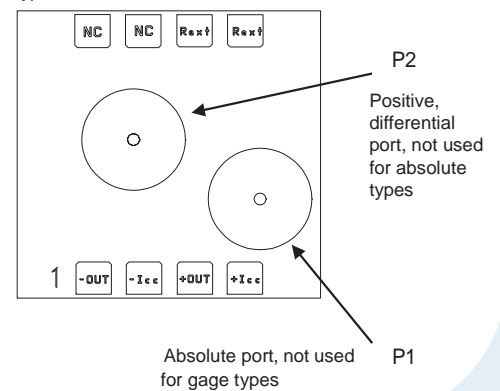 NC NC Rext Rext
P2
Positive,
differential
port, not used
for absolute
types
1 -OUT -Icc +OUT +Icc
Absolute port, not used
for gage types
P1